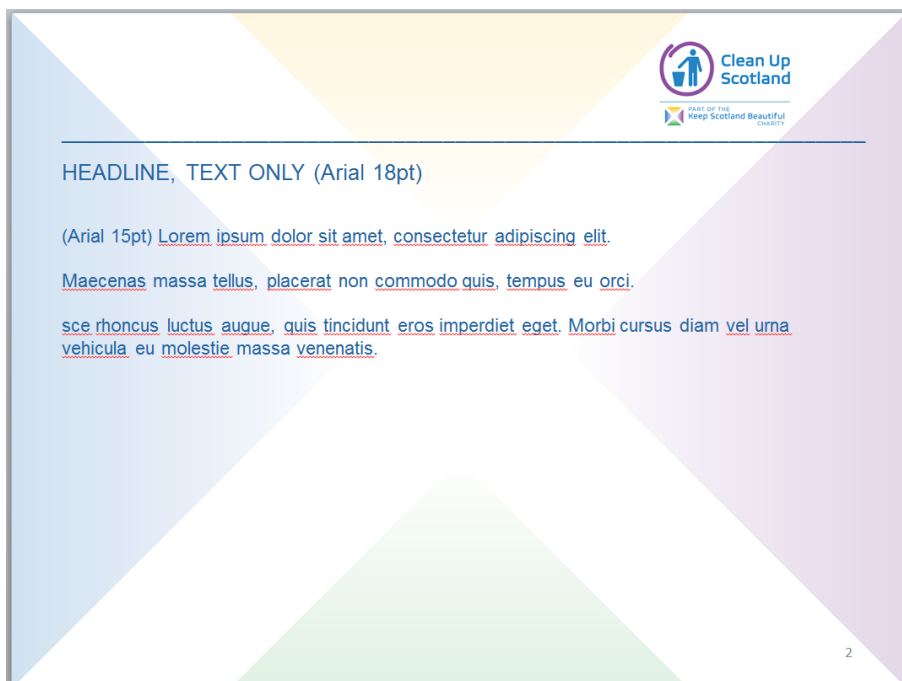 Clean Up
Scotland
PART OF THE
Keep Scotland Beautiful
CHARITY
HEADLINE, TEXT ONLY (Arial 18pt)
(Arial 15pt) Lorem ipsum dolor sit amet, consectetur adipiscing elit.
Maecenas massa tellus, placerat non commodo quis, tempus eu orci.
sce rhoncus luctus augue, quis tincidunt eros imperdiet eget. Morbi cursus diam vel urna
vehicula eu molestie massa venenatis.
2